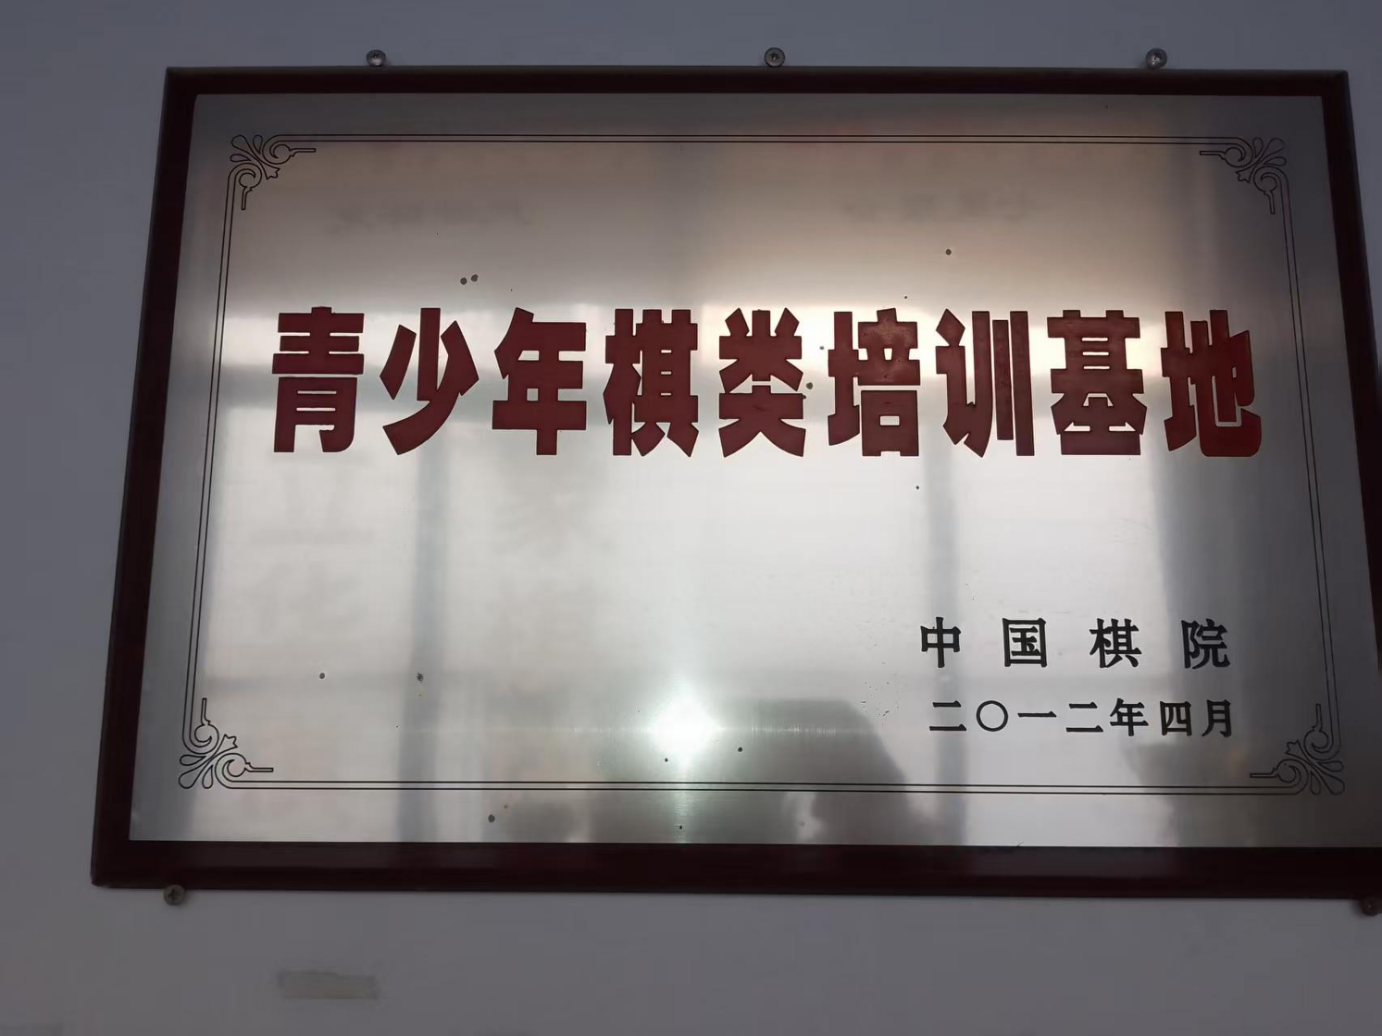 青少年棋类培训基地
中国棋院
二〇一二年四月